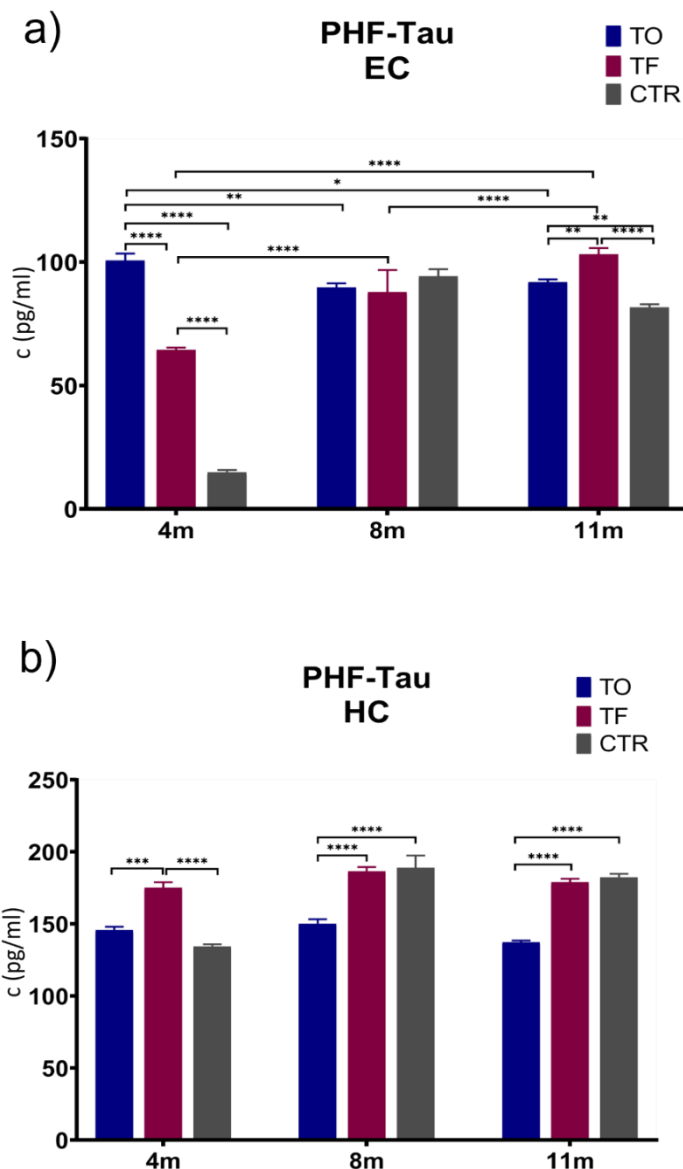 a)
PHF-Tau
EC
TO
TF
CTR
c (pg/ml)
150
100
50
0
****
*
**
****
****
**
****
****
**
****
****
4m
8m
11m
b)
PHF-Tau
HC
TO
TF
CTR
c (pg/ml)
250
200
150
100
50
0
***
****
****
****
****
****
4m
8m
11m